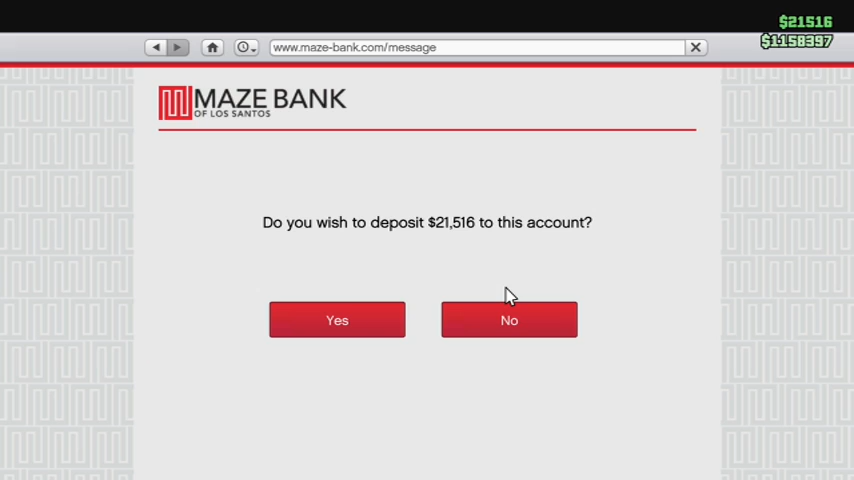 $21516
$1158397
www.maze-bank.com/message
MAZE BANK
OF LOS SANTOS
Do you wish to deposit $21,516 to this account?
Yes
No